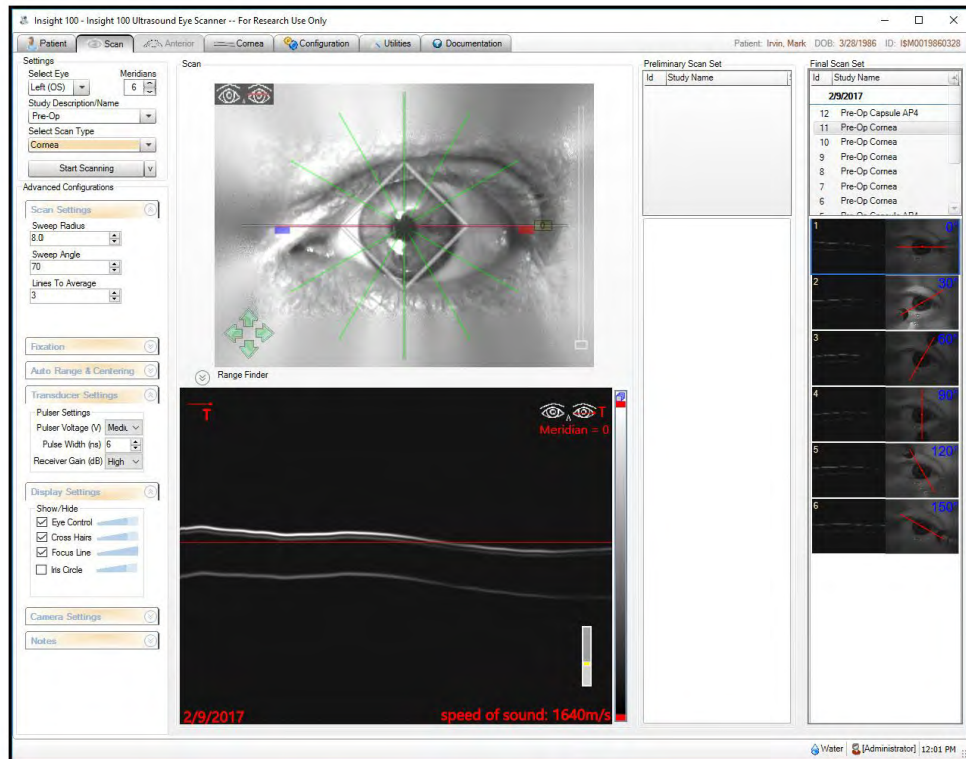 Insight 100 - Insight 100 Ultrasound Eye Scanner -- For Research Use Only
Patient Scan Anterior Cornea Configuration Utilities Documentation
Patient: Irvin, Mark DOB: 3/28/1986 ID: I$M0019860328
Settings
Select Eye Meridians
Left (OS) 6
Study Description/Name
Pre-Op
Select Scan Type
Cornea
Start Scanning v
Advanced Configurations
Scan Settings
Sweep Radius
8.0
Sweep Angle
70
Lines To Average
3
Fixation
Auto Range & Centering
Transducer Settings
Pulser Settings
Pulser Voltage (V)
Pulse Width (ns) 6
Receiver Gain (dB) High
Display Settings
Show/Hide
Eye Control
Cross Hairs
Focus Line
Iris Circle
Camera Settings
Notes
Scan
Range Finder
T
T
Meridian = 0
2/9/2017
speed of sound: 1640m/s
Preliminary Scan Set
Id Study Name
Final Scan Set
Id Study Name
2/9/2017
12 Pre-Op Capsule AP4
11 Pre-Op Cornea
10 Pre-Op Cornea
9 Pre-Op Cornea
8 Pre-Op Cornea
7 Pre-Op Cornea
6 Pre-Op Cornea
1 0°
2 30°
3 60°
4 90°
5 120°
6 150°
Water [Administrator] 12:01 PM